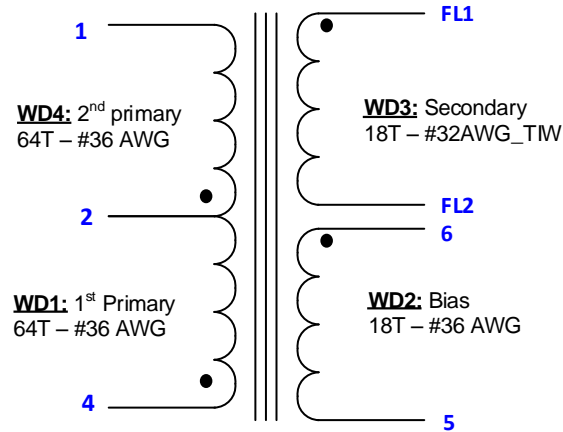 1
WD4: 2nd primary
64T – #36 AWG
2
WD1: 1st Primary
64T – #36 AWG
4
FL1
WD3: Secondary
18T – #32AWG_TIW
FL2
6
WD2: Bias
18T – #36 AWG
5